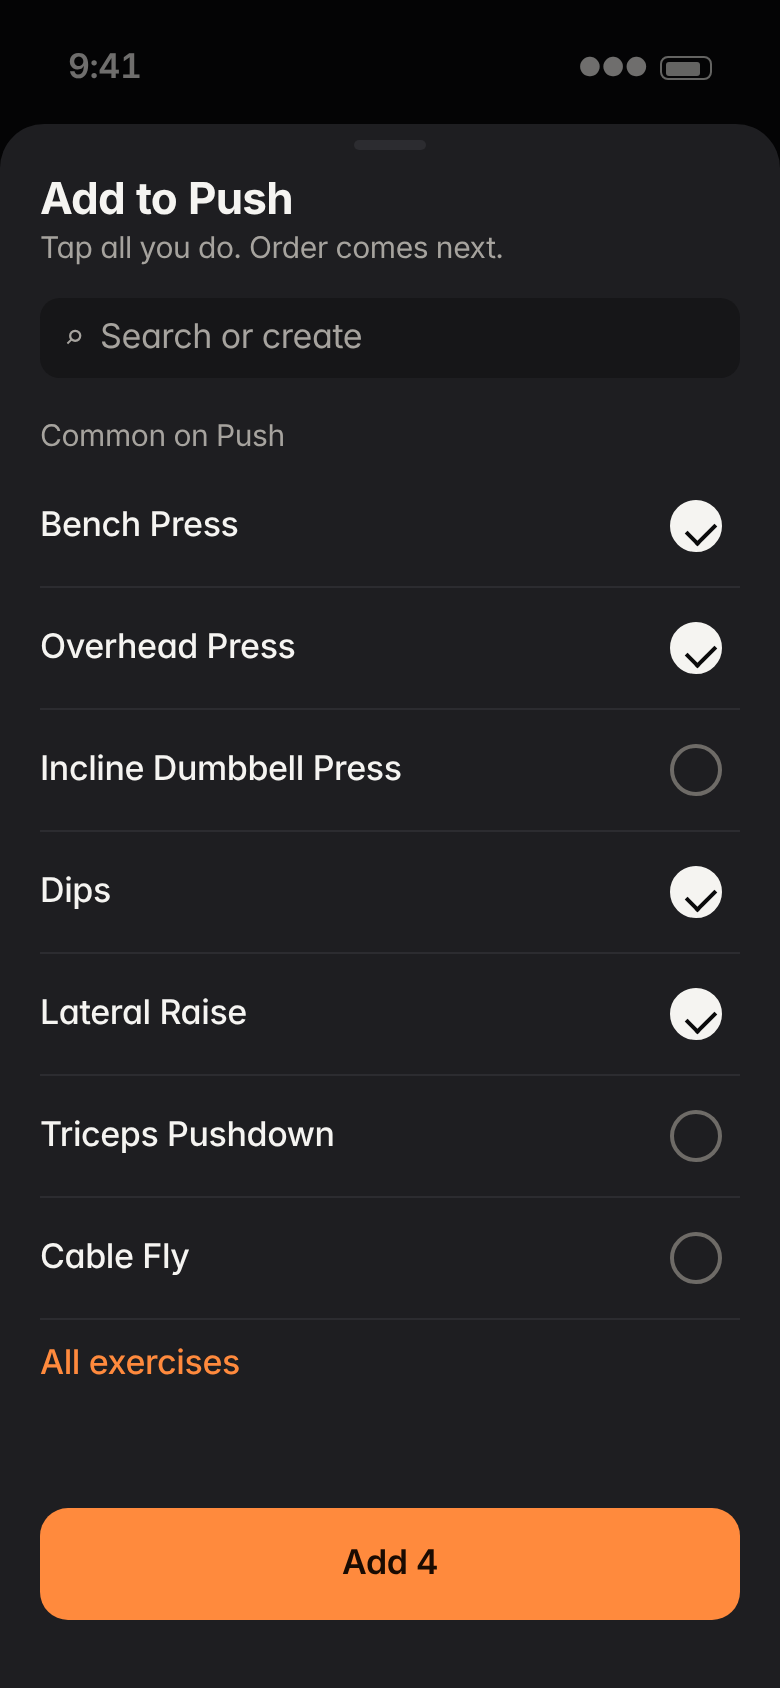 9:41
Add to Push
Tap all you do. Order comes next.
Search or create
Common on Push
Bench Press
Overhead Press
Incline Dumbbell Press
Dips
Lateral Raise
Triceps Pushdown
Cable Fly
All exercises
Add 4